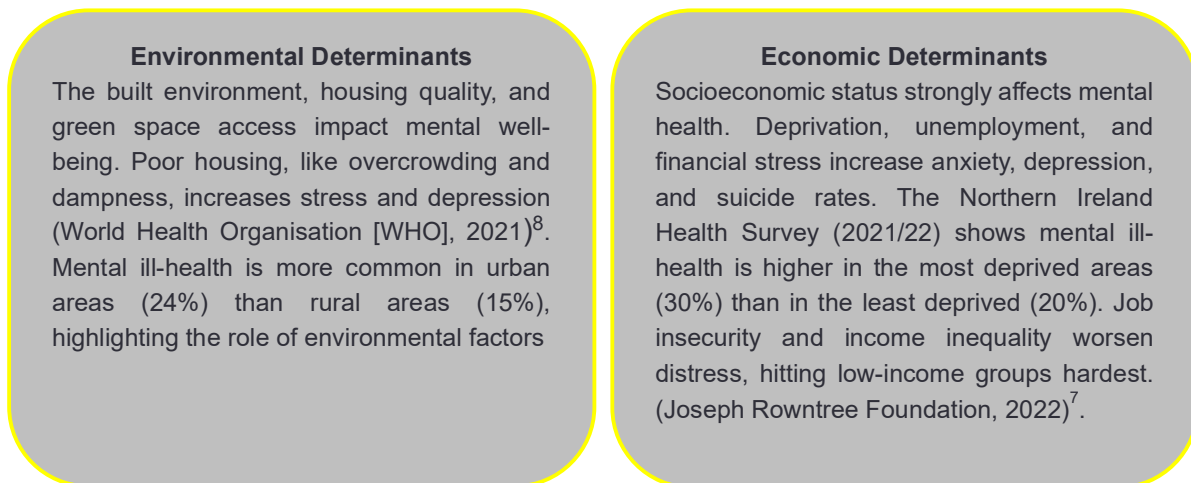 Environmental Determinants
The built environment, housing quality, and
green space access impact mental well-
being. Poor housing, like overcrowding and
dampness, increases stress and depression
(World Health Organisation [WHO], 2021)⁸.
Mental ill-health is more common in urban
areas (24%) than rural areas (15%),
highlighting the role of environmental factors
Economic Determinants
Socioeconomic status strongly affects mental
health. Deprivation, unemployment, and
financial stress increase anxiety, depression,
and suicide rates. The Northern Ireland
Health Survey (2021/22) shows mental ill-
health is higher in the most deprived areas
(30%) than in the least deprived (20%). Job
insecurity and income inequality worsen
distress, hitting low-income groups hardest.
(Joseph Rowntree Foundation, 2022)⁷.